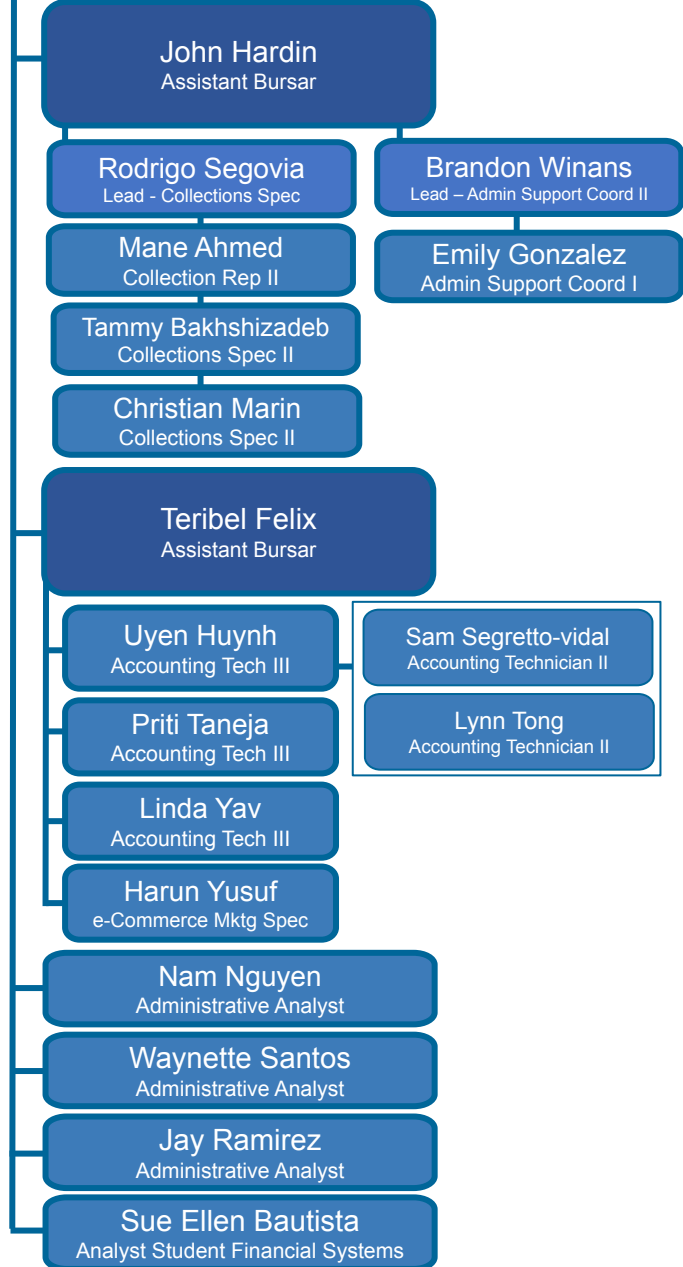 John Hardin
Assistant Bursar
Rodrigo Segovia
Lead - Collections Spec
Brandon Winans
Lead – Admin Support Coord II
Mane Ahmed
Collection Rep II
Emily Gonzalez
Admin Support Coord I
Tammy Bakhshizadeb
Collections Spec II
Christian Marin
Collections Spec II
Teribel Felix
Assistant Bursar
Uyen Huynh
Accounting Tech III
Sam Segretto-vidal
Accounting Technician II
Priti Taneja
Accounting Tech III
Lynn Tong
Accounting Technician II
Linda Yav
Accounting Tech III
Harun Yusuf
e-Commerce Mktg Spec
Nam Nguyen
Administrative Analyst
Waynette Santos
Administrative Analyst
Jay Ramirez
Administrative Analyst
Sue Ellen Bautista
Analyst Student Financial Systems